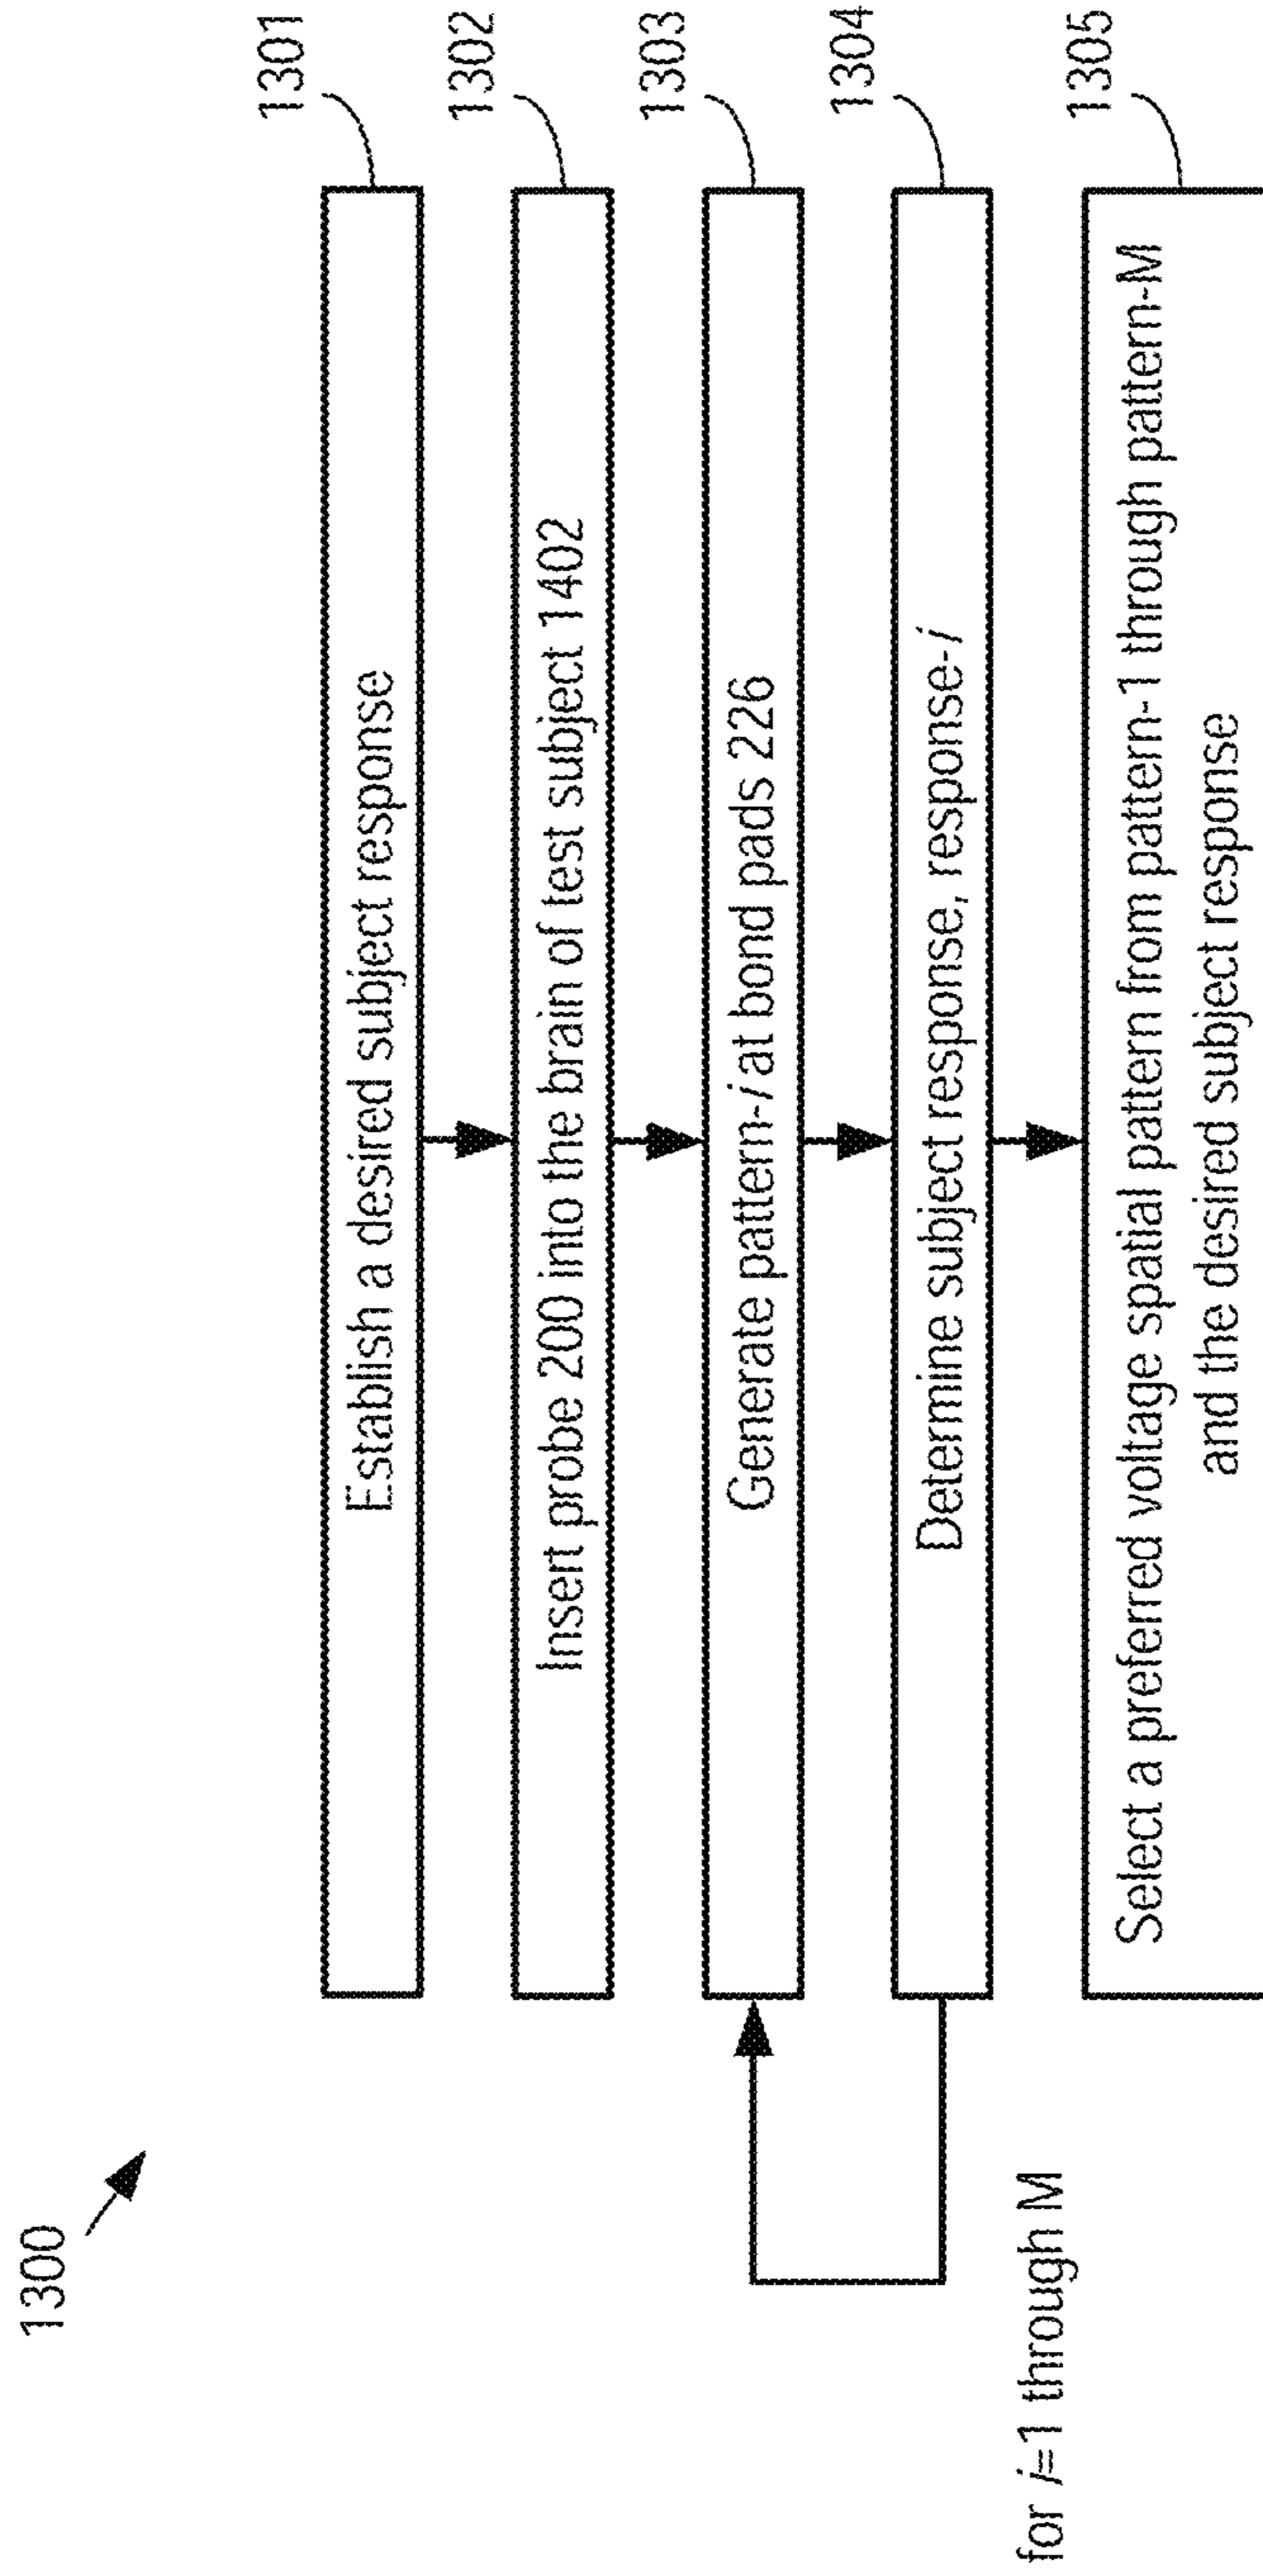 1300
Establish a desired subject response
1301
Insert probe 200 into the brain of test subject 1402
1302
Generate pattern-i at bond pads 226
1303
Determine subject response, response-i
1304
for i=1 through M
Select a preferred voltage spatial pattern from pattern-1 through pattern-M
and the desired subject response
1305